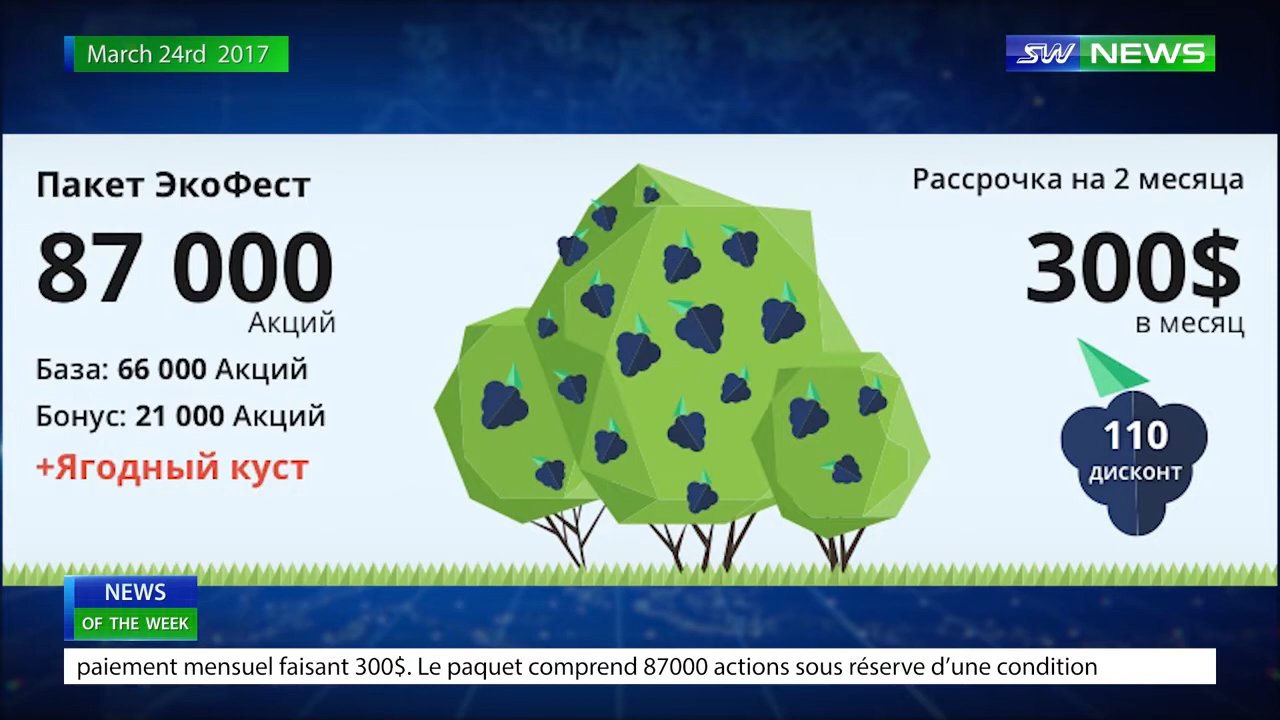 March 24rd 2017
SW NEWS
Пакет ЭкоФест
87 000
Акций
База: 66 000 Акций
Бонус: 21 000 Акций
+Ягодный куст
Рассрочка на 2 месяца
300$
в месяц
110
дисконт
NEWS
OF THE WEEK
paiement mensuel faisant 300$. Le paquet comprend 87000 actions sous réserve d’une condition